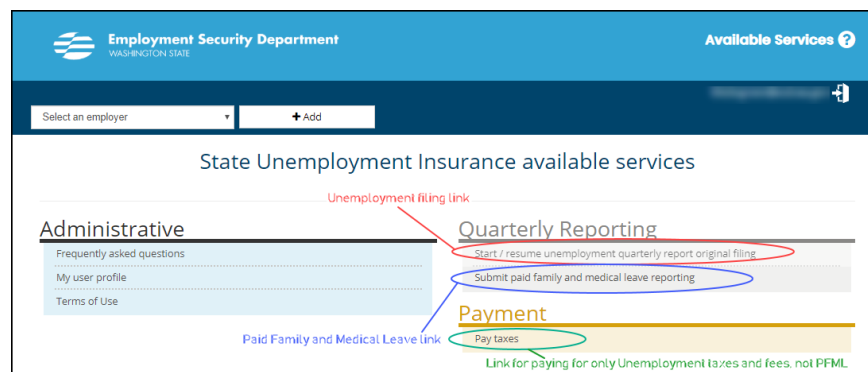 Employment Security Department
WASHINGTON STATE
Available Services ?
Select an employer
+ Add
State Unemployment Insurance available services
Unemployment filing link
Administrative
Frequently asked questions
My user profile
Terms of Use
Quarterly Reporting
Start / resume unemployment quarterly report original filing
Submit paid family and medical leave reporting
Paid Family and Medical Leave link
Payment
Pay taxes
Link for paying for only Unemployment taxes and fees, not PFML